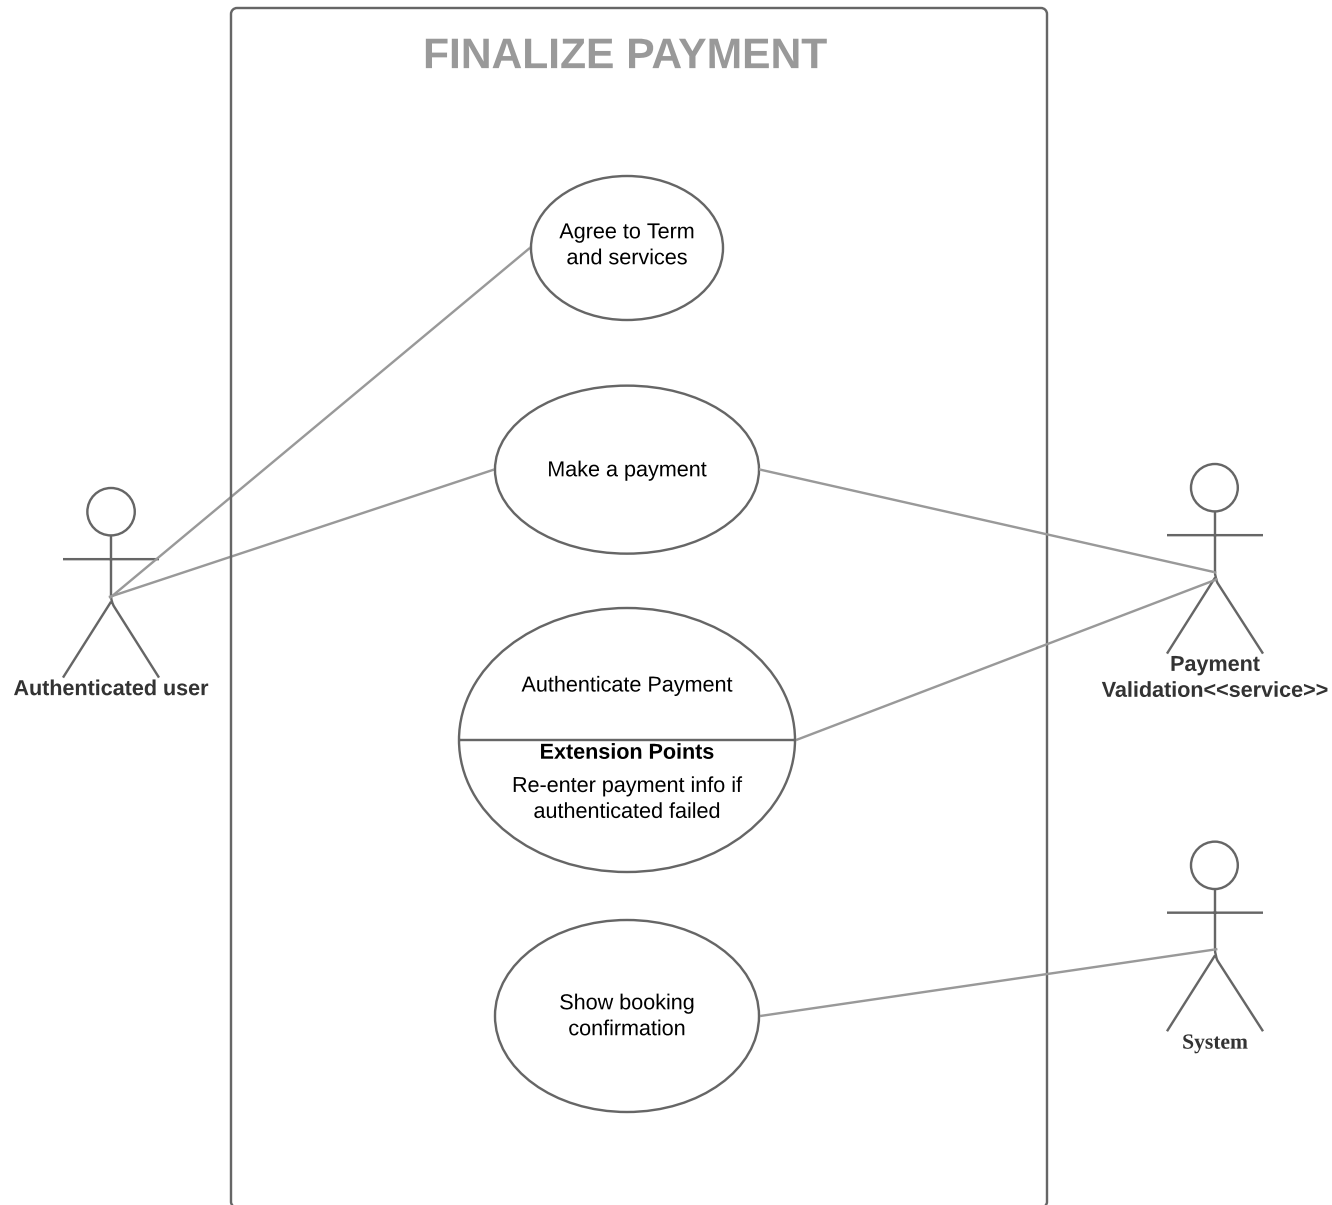 FINALIZE PAYMENT
Agree to Term
and services
Make a payment
Authenticated user
Payment
Validation<<service>>
Authenticate Payment
Extension Points
Re-enter payment info if
authenticated failed
Show booking
confirmation
System